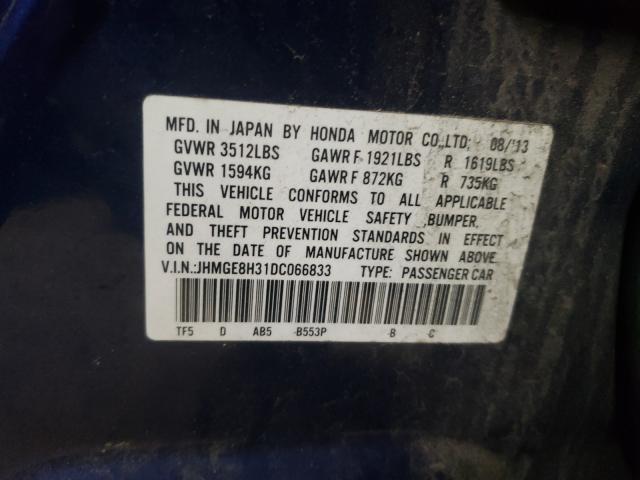 MFD. IN JAPAN BY HONDA MOTOR CO.,LTD; 08/'13
GVWR 3512LBS GAWR F 1921LBS R 1619LBS
GVWR 1594KG GAWR F 872KG R 735KG
THIS VEHICLE CONFORMS TO ALL APPLICABLE
FEDERAL MOTOR VEHICLE SAFETY ,BUMPER,
AND THEFT PREVENTION STANDARDS IN EFFECT
ON THE DATE OF MANUFACTURE SHOWN ABOVE.
V.I.N.:JHMGE8H31DC066833 TYPE: PASSENGER CAR
TF5 D AB5 -B553P -B -C